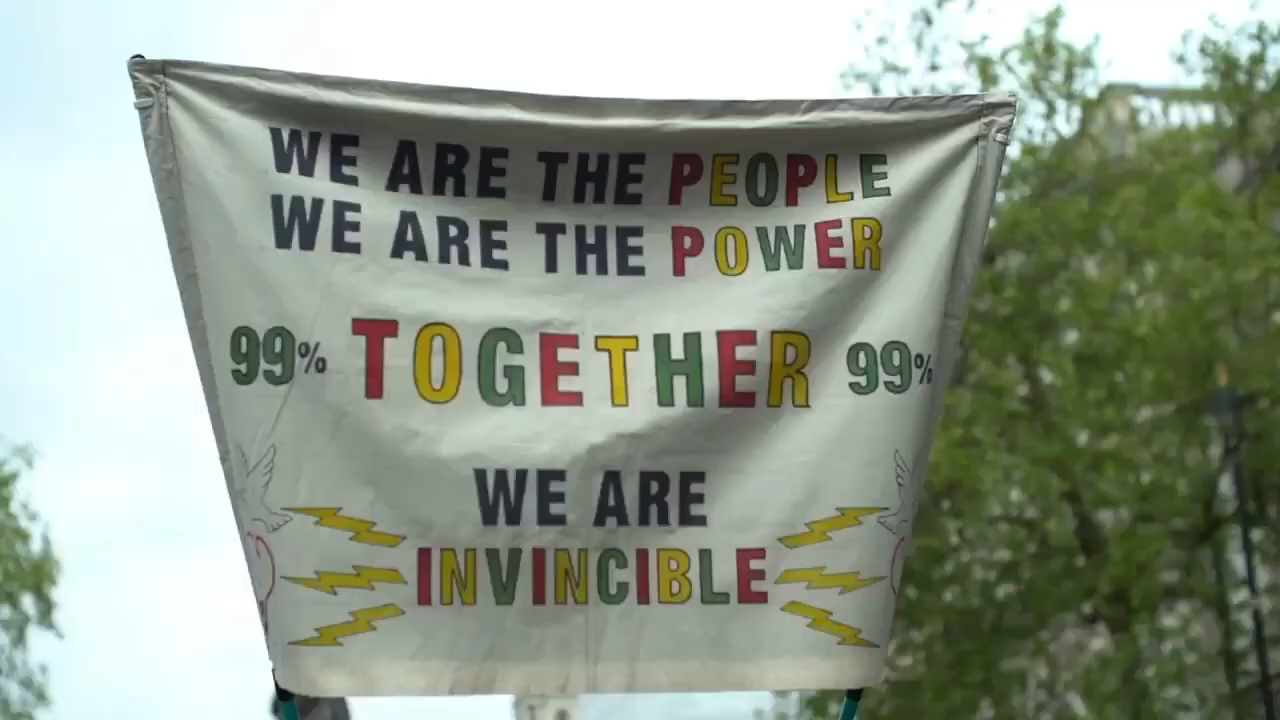 WE ARE THE PEOPLE
WE ARE THE POWER
99% TOGETHER 99%
WE ARE
INVINCIBLE